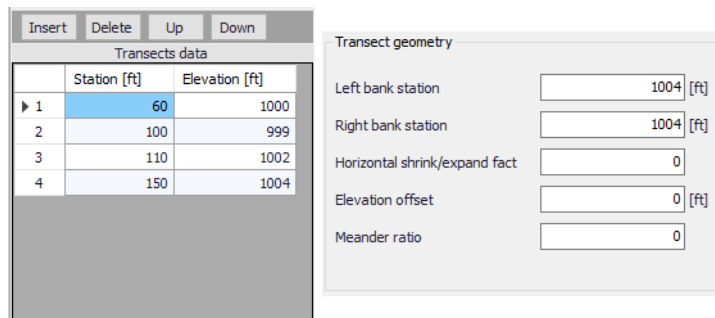 Insert Delete Up Down
Transects data
Station [ft] Elevation [ft]
1 60 1000
2 100 999
3 110 1002
4 150 1004
Transect geometry
Left bank station 1004 [ft]
Right bank station 1004 [ft]
Horizontal shrink/expand fact 0
Elevation offset 0 [ft]
Meander ratio 0